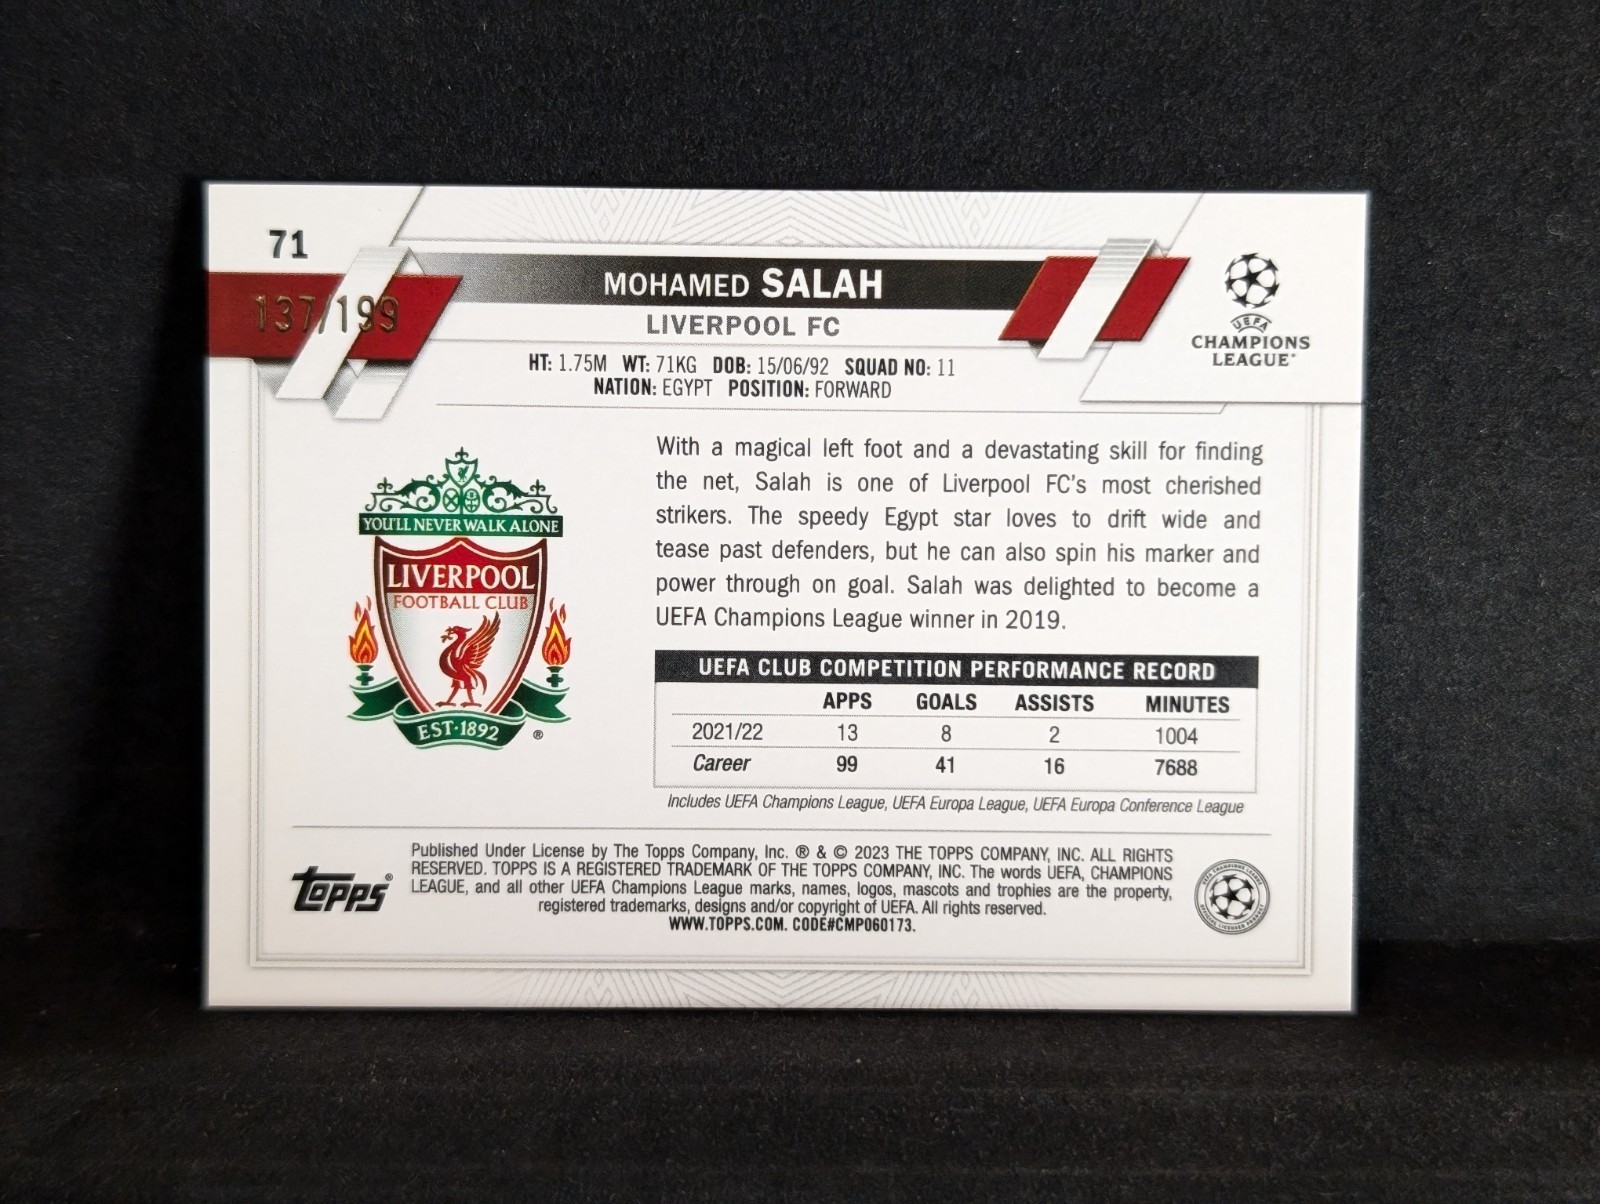 71
137/199
MOHAMED SALAH
LIVERPOOL FC
HT: 1.75M WT: 71KG DOB: 15/06/92 SQUAD NO: 11
NATION: EGYPT POSITION: FORWARD
UEFA
CHAMPIONS
LEAGUE
YOU'LL NEVER WALK ALONE
LIVERPOOL
FOOTBALL CLUB
EST·1892
®
With a magical left foot and a devastating skill for finding
the net, Salah is one of Liverpool FC's most cherished
strikers. The speedy Egypt star loves to drift wide and
tease past defenders, but he can also spin his marker and
power through on goal. Salah was delighted to become a
UEFA Champions League winner in 2019.
UEFA CLUB COMPETITION PERFORMANCE RECORD
APPS GOALS ASSISTS MINUTES
2021/22 13 8 2 1004
Career 99 41 16 7688
Includes UEFA Champions League, UEFA Europa League, UEFA Europa Conference League
Topps®
Published Under License by The Topps Company, Inc. ® & © 2023 THE TOPPS COMPANY, INC. ALL RIGHTS
RESERVED. TOPPS IS A REGISTERED TRADEMARK OF THE TOPPS COMPANY, INC. The words UEFA, CHAMPIONS
LEAGUE, and all other UEFA Champions League marks, names, logos, mascots and trophies are the property,
registered trademarks, designs and/or copyright of UEFA. All rights reserved.
WWW.TOPPS.COM. CODE#CMP060173.